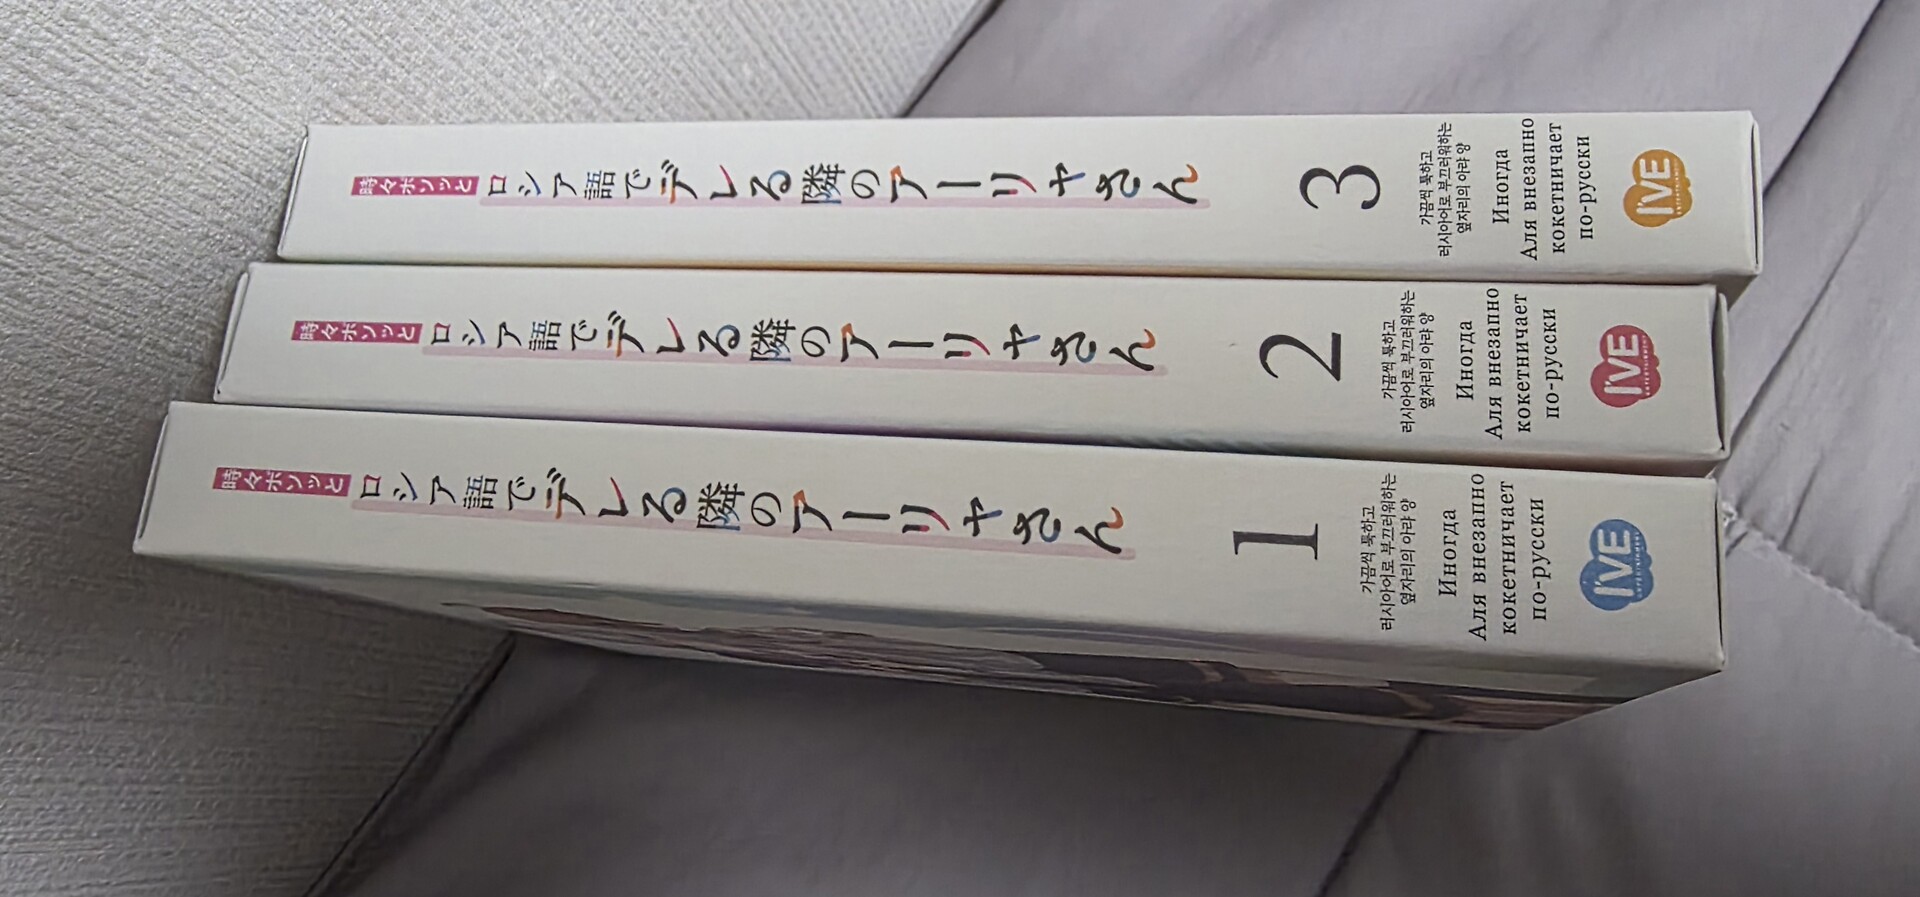 時々ボソッと
ロシア語でデレる隣のアーリャさん
3
가끔씩 툭하고
러시아어로 부끄러워하는
옆자리의 아랴 양
Иногда
Аля внезапно
кокетничает
по-русски
I'VE
ENTERTAINMENT
時々ボソッと
ロシア語でデレる隣のアーリャさん
2
가끔씩 툭하고
러시아어로 부끄러워하는
옆자리의 아랴 양
Иногда
Аля внезапно
кокетничает
по-русски
I'VE
ENTERTAINMENT
時々ボソッと
ロシア語でデレる隣のアーリャさん
1
가끔씩 툭하고
러시아어로 부끄러워하는
옆자리의 아랴 양
Иногда
Аля внезапно
кокетничает
по-русски
I'VE
ENTERTAINMENT